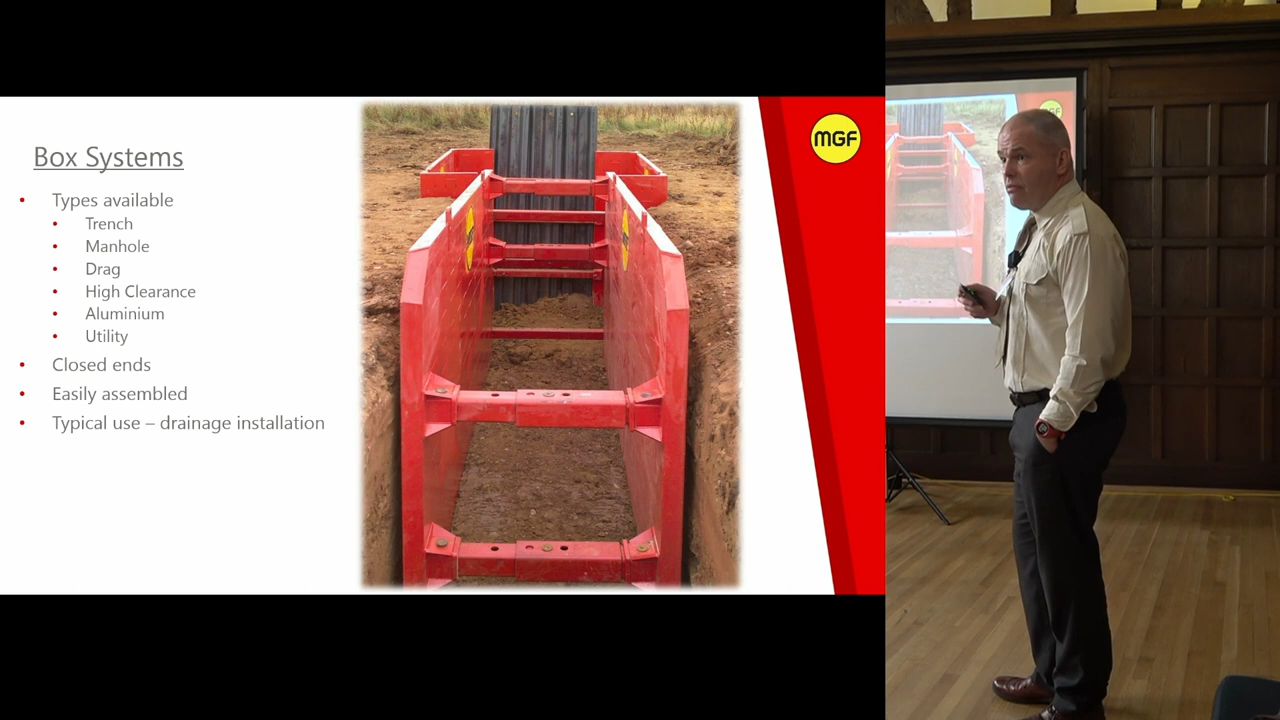 Box Systems
• Types available
• Trench
• Manhole
• Drag
• High Clearance
• Aluminium
• Utility
• Closed ends
• Easily assembled
• Typical use – drainage installation
MGF